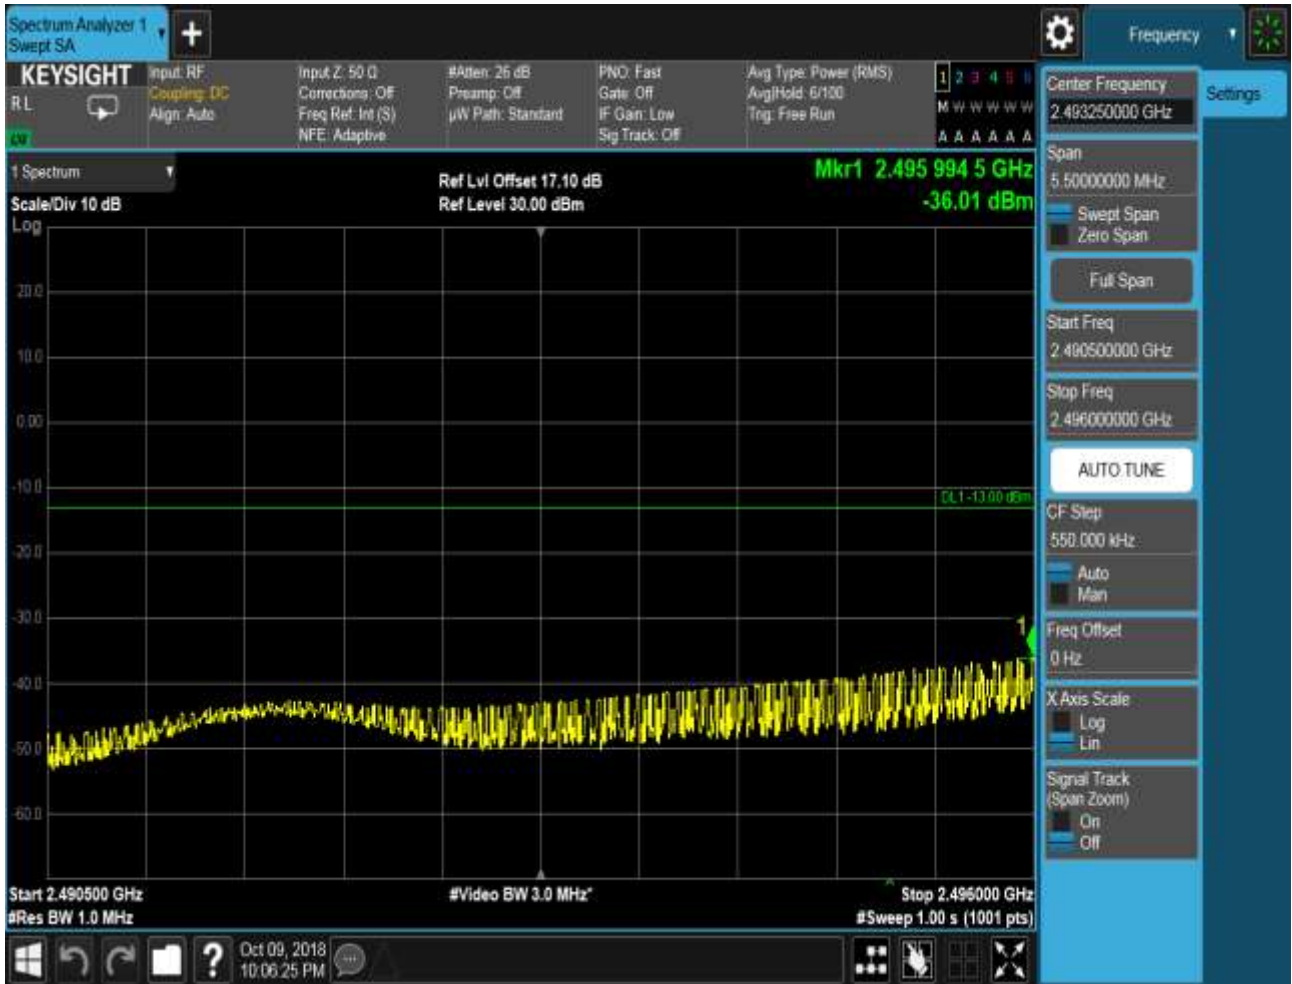 Spectrum Analyzer 1
Swept SA
+
Frequency
KEYSIGHT
R L
LXI
Input: RF
Coupling: DC
Align: Auto
Input Z: 50 Ω
Corrections: Off
Freq Ref: Int (S)
NFE: Adaptive
#Atten: 26 dB
Preamp: Off
µW Path: Standard
PNO: Fast
Gate: Off
IF Gain: Low
Sig Track: Off
Avg Type: Power (RMS)
Avg|Hold: 6/100
Trig: Free Run
1 2 3 4 5 6
M W W W W W
A A A A A A
1 Spectrum
Scale/Div 10 dB
Log
Ref Lvl Offset 17.10 dB
Ref Level 30.00 dBm
Mkr1 2.495 994 5 GHz
-36.01 dBm
20.0
10.0
0.00
-10.0
-20.0
-30.0
-40.0
-50.0
-60.0
DL1 -13.00 dBm
1
Start 2.490500 GHz
#Res BW 1.0 MHz
#Video BW 3.0 MHz*
Stop 2.496000 GHz
#Sweep 1.00 s (1001 pts)
Center Frequency
2.493250000 GHz
Settings
Span
5.50000000 MHz
Swept Span
Zero Span
Full Span
Start Freq
2.490500000 GHz
Stop Freq
2.496000000 GHz
AUTO TUNE
CF Step
550.000 kHz
Auto
Man
Freq Offset
0 Hz
X Axis Scale
Log
Lin
Signal Track
(Span Zoom)
On
Off
?
Oct 09, 2018
10:06:25 PM